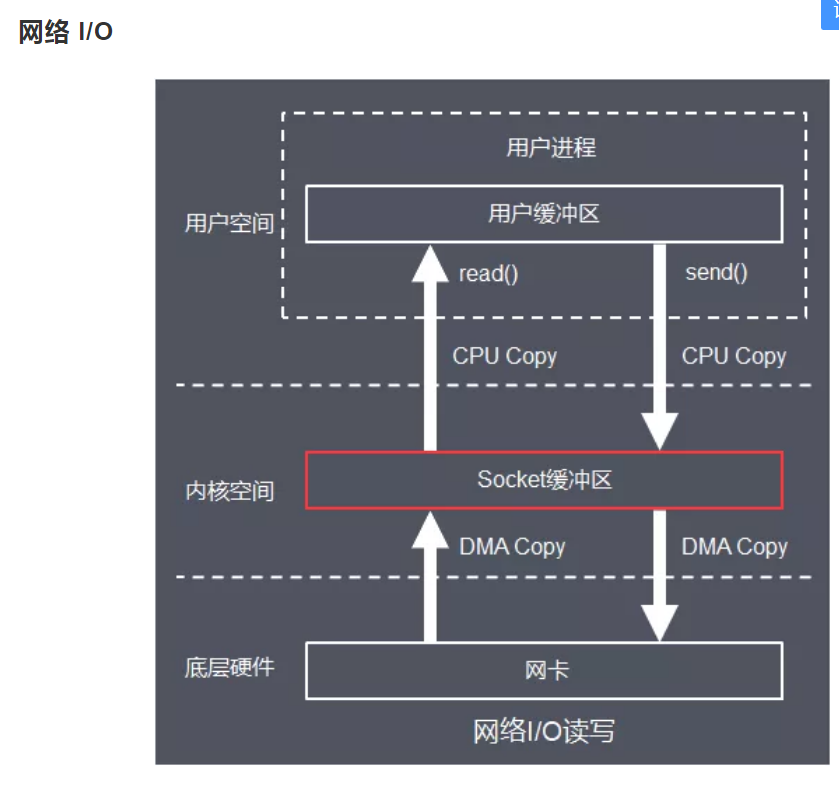 网络 I/O
用户进程
用户缓冲区
用户空间
read()
send()
CPU Copy
CPU Copy
Socket缓冲区
内核空间
DMA Copy
DMA Copy
底层硬件
网卡
网络I/O读写